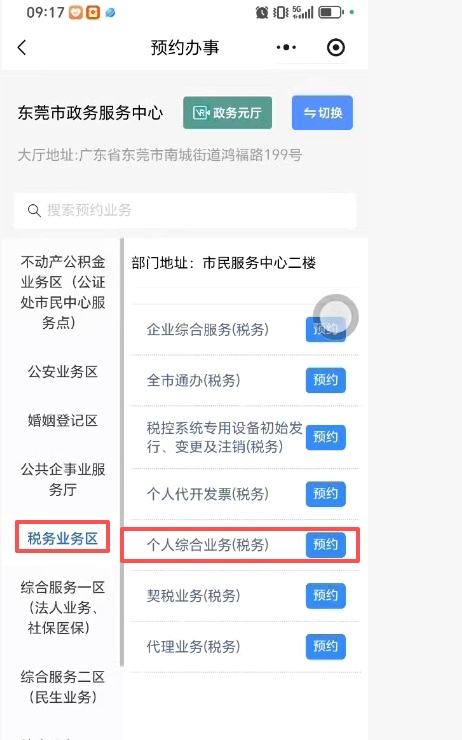 09:17
5G
预约办事
东莞市政务服务中心
VR 政务元厅
切换
大厅地址:广东省东莞市南城街道鸿福路199号
搜索预约业务
不动产公积金
业务区（公证
处市民中心服
务点）
公安业务区
婚姻登记区
公共企事业服
务厅
税务业务区
综合服务一区
（法人业务、
社保医保）
综合服务二区
（民生业务）
部门地址：市民服务中心二楼
企业综合服务(税务)
预约
全市通办(税务)
预约
税控系统专用设备初始发
行、变更及注销(税务)
预约
个人代开发票(税务)
预约
个人综合业务(税务)
预约
契税业务(税务)
预约
代理业务(税务)
预约